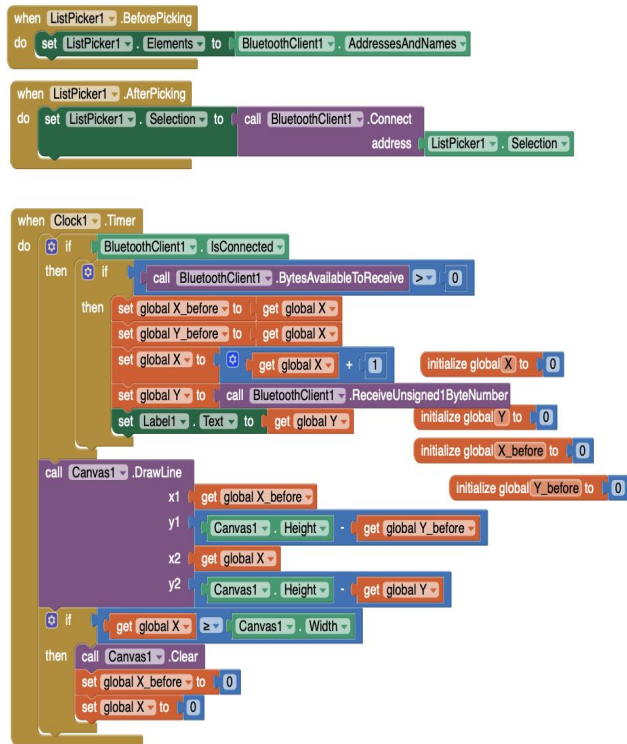 when ListPicker1 .BeforePicking
do set ListPicker1 . Elements to BluetoothClient1 . AddressesAndNames
when ListPicker1 .AfterPicking
do set ListPicker1 . Selection to call BluetoothClient1 .Connect
address ListPicker1 . Selection
when Clock1 .Timer
do if BluetoothClient1 . IsConnected
then if call BluetoothClient1 .BytesAvailableToReceive > 0
then set global X_before to get global X
set global Y_before to get global X
set global X to get global X + 1
initialize global X to 0
set global Y to call BluetoothClient1 .ReceiveUnsigned1ByteNumber
set Label1 . Text to get global Y
initialize global Y to 0
initialize global X_before to 0
call Canvas1 .DrawLine
initialize global Y_before to 0
x1 get global X_before
y1 Canvas1 . Height - get global Y_before
x2 get global X
y2 Canvas1 . Height - get global Y
if get global X ≥ Canvas1 . Width
then call Canvas1 .Clear
set global X_before to 0
set global X to 0